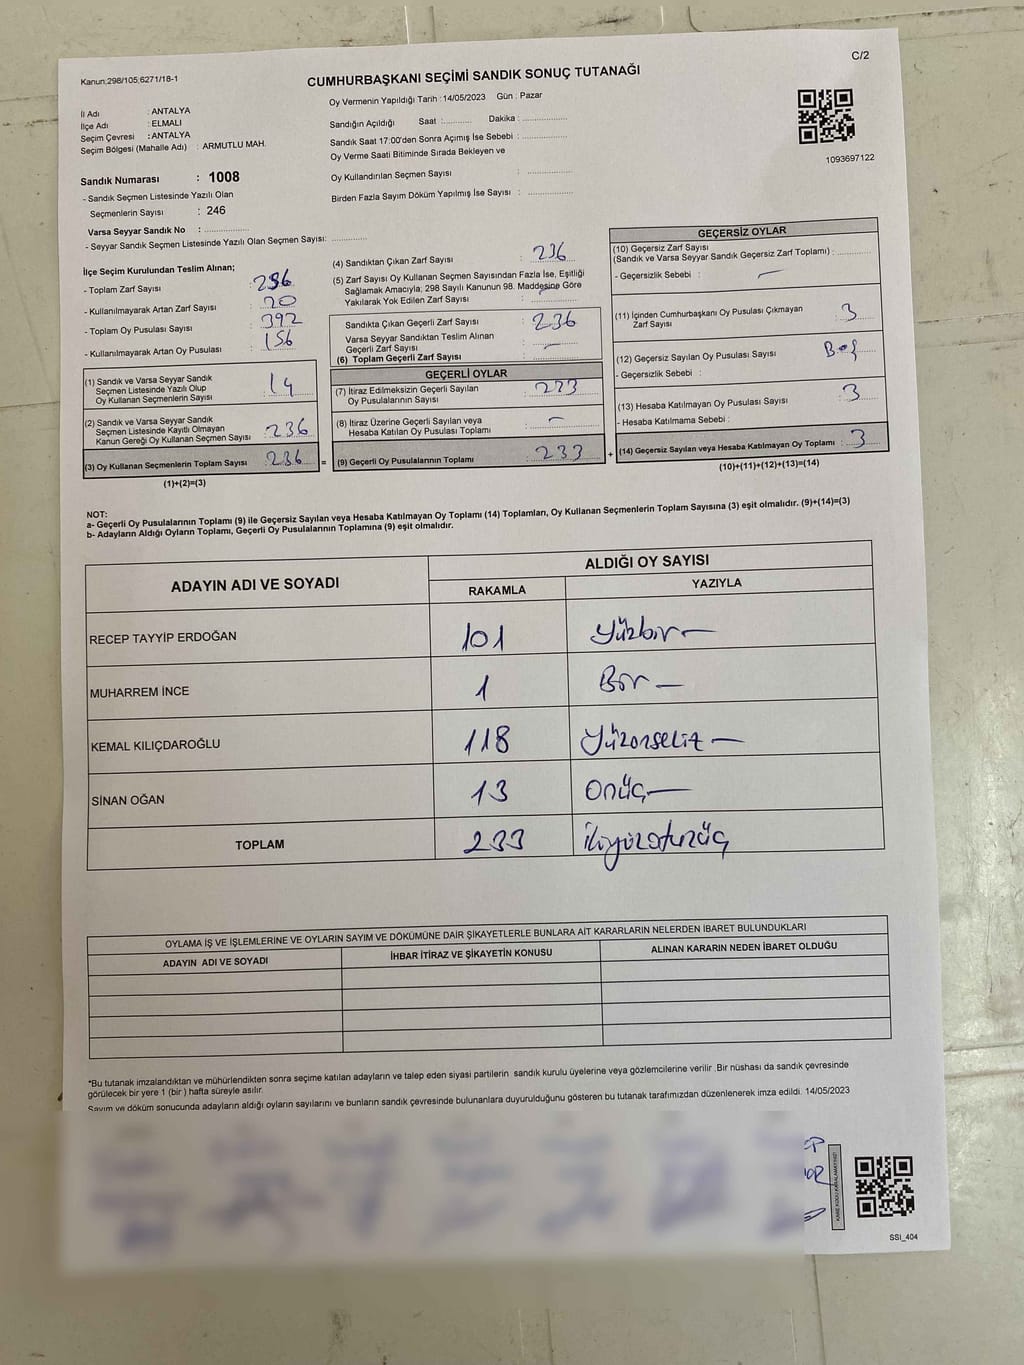 Kanun;298/105;6271/18-1
C/2
CUMHURBAŞKANI SEÇİMİ SANDIK SONUÇ TUTANAĞI
İl Adı : ANTALYA
İlçe Adı : ELMALI
Seçim Çevresi : ANTALYA
Seçim Bölgesi (Mahalle Adı) : ARMUTLU MAH.
Sandık Numarası : 1008
- Sandık Seçmen Listesinde Yazılı Olan
Seçmenlerin Sayısı : 246
Varsa Seyyar Sandık No :
- Seyyar Sandık Seçmen Listesinde Yazılı Olan Seçmen Sayısı:
Oy Vermenin Yapıldığı Tarih :14/05/2023 Gün : Pazar
Sandığın Açıldığı Saat : Dakika :
Sandık Saat 17:00'den Sonra Açımış İse Sebebi :
Oy Verme Saati Bitiminde Sırada Bekleyen ve
Oy Kullandırılan Seçmen Sayısı :
Birden Fazla Sayım Döküm Yapılmış İse Sayısı :
1093697122
İlçe Seçim Kurulundan Teslim Alınan;
- Toplam Zarf Sayısı : 256
- Kullanılmayarak Artan Zarf Sayısı : 20
- Toplam Oy Pusulası Sayısı : 392
- Kullanılmayarak Artan Oy Pusulası : 156
(1) Sandık ve Varsa Seyyar Sandık
Seçmen Listesinde Yazılı Olup
Oy Kullanan Seçmenlerin Sayısı : 14
(2) Sandık ve Varsa Seyyar Sandık
Seçmen Listesinde Kaytlı Olmayan
Kanun Gereği Oy Kullanan Seçmen Sayısı : 236
(3) Oy Kullanan Seçmenlerin Toplam Sayısı : 236 =
(1)+(2)=(3)
(4) Sandıktan Çıkan Zarf Sayısı : 236
(5) Zarf Sayısı Oy Kullanan Seçmen Sayısından Fazla İse, Eşitliği
Sağlamak Amacıyla; 298 Sayılı Kanunun 98. Maddesine Göre
Yakılarak Yok Edilen Zarf Sayısı :
Sandıkta Çıkan Geçerli Zarf Sayısı : 236
Varsa Seyyar Sandıktan Teslim Alınan
Geçerli Zarf Sayısı : -
(6) Toplam Geçerli Zarf Sayısı :
GEÇERLİ OYLAR
(7) İtiraz Edilmeksizin Geçerli Sayılan
Oy Pusulalarının Sayısı : 233
(8) İtiraz Üzerine Geçerli Sayılan veya
Hesaba Katılan Oy Pusulası Toplamı : -
(9) Geçerli Oy Pusulalarının Toplamı : 233 +
GEÇERSİZ OYLAR
(10) Geçersiz Zarf Sayısı
(Sandık ve Varsa Seyyar Sandık Geçersiz Zarf Toplamı) :
- Geçersizlik Sebebi : -
(11) İçinden Cumhurbaşkanı Oy Pusulası Çıkmayan
Zarf Sayısı : 3
(12) Geçersiz Sayılan Oy Pusulası Sayısı : Boş
- Geçersizlik Sebebi :
(13) Hesaba Katılmayan Oy Pusulası Sayısı : 3
- Hesaba Katılmama Sebebi :
(14) Geçersiz Sayılan veya Hesaba Katılmayan Oy Toplamı : 3
(10)+(11)+(12)+(13)=(14)
NOT:
a- Geçerli Oy Pusulalarının Toplamı (9) ile Geçersiz Sayılan veya Hesaba Katılmayan Oy Toplamı (14) Toplamları, Oy Kullanan Seçmenlerin Toplam Sayısına (3) eşit olmalıdır. (9)+(14)=(3)
b- Adayların Aldığı Oyların Toplamı, Geçerli Oy Pusulalarının Toplamına (9) eşit olmalıdır.
ADAYIN ADI VE SOYADI ALDIĞI OY SAYISI
RAKAMLA YAZIYLA
RECEP TAYYİP ERDOĞAN 101 Yüzbir
MUHARREM İNCE 1 Bir
KEMAL KILIÇDAROĞLU 118 Yüzonsekiz
SİNAN OĞAN 13 Onüç
TOPLAM 233 ikiyüzotuzüç
OYLAMA İŞ VE İŞLEMLERİNE VE OYLARIN SAYIM VE DÖKÜMÜNE DAİR ŞİKAYETLERLE BUNLARA AİT KARARLARIN NELERDEN İBARET BULUNDUKLARI
ADAYIN ADI VE SOYADI İHBAR İTİRAZ VE ŞİKAYETİN KONUSU ALINAN KARARIN NEDEN İBARET OLDUĞU
*Bu tutanak imzalandıktan ve mühürlendikten sonra seçime katılan adayların ve talep eden siyasi partilerin sandık kurulu üyelerine veya gözlemcilerine verilir .Bir nüshası da sandık çevresinde
görülecek bir yere 1 (bir ) hafta süreyle asılır.
Sayım ve döküm sonucunda adayların aldığı oyların sayılarını ve bunların sandık çevresinde bulunanlara duyurulduğunu gösteren bu tutanak tarafımızdan düzenlenerek imza edildi. 14/05/2023
SSI_404